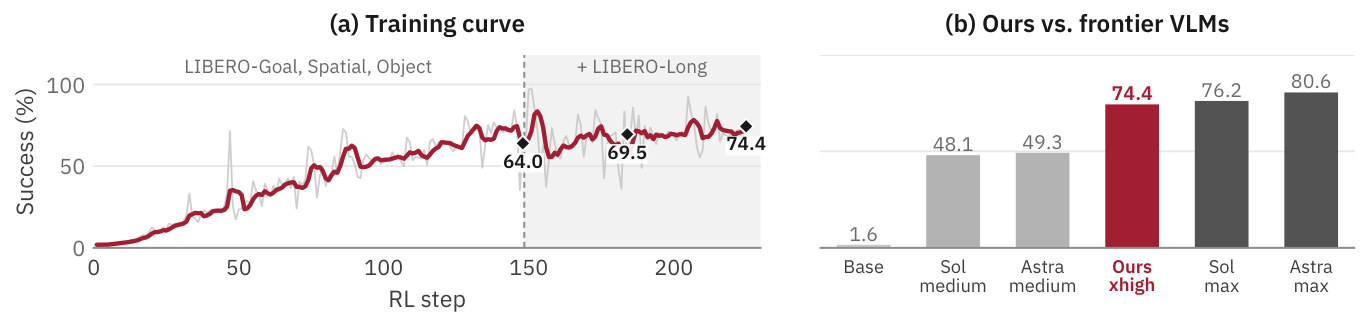 (a) Training curve
LIBERO-Goal, Spatial, Object
+ LIBERO-Long
Success (%)
100
50
0
64.0
69.5
74.4
0
50
100
150
200
RL step
(b) Ours vs. frontier VLMs
1.6
48.1
49.3
74.4
76.2
80.6
Base
Sol
medium
Astra
medium
Ours
xhigh
Sol
max
Astra
max